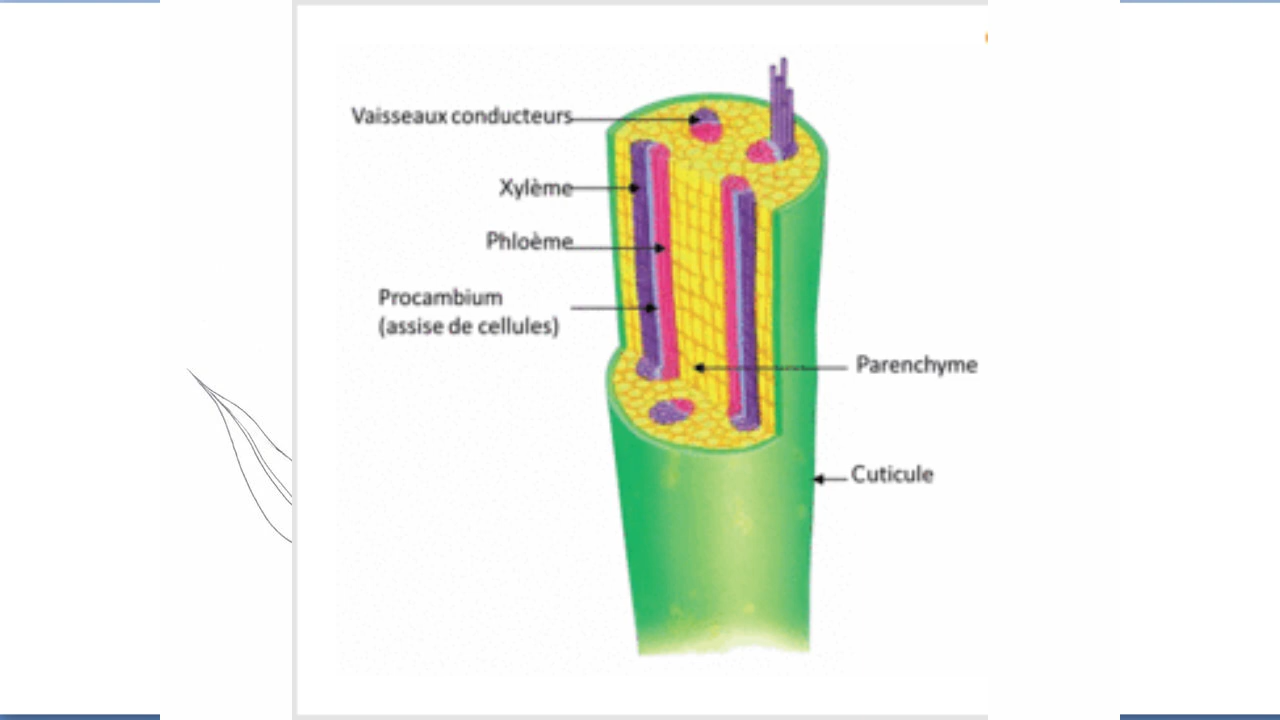 Vaisseaux conducteurs
Xylème
Phloème
Procambium
(assise de cellules)
Parenchyme
Cuticule